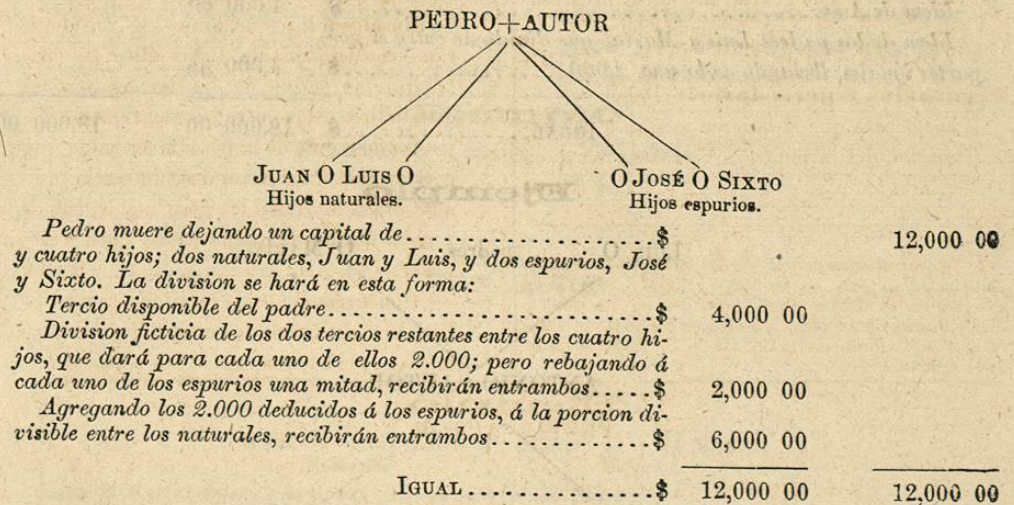 PEDRO+AUTOR
JUAN O LUIS O O JOSÉ O SIXTO
Hijos naturales. Hijos espurios.
Pedro muere dejando un capital de........................$ 12,000 00
y cuatro hijos; dos naturales, Juan y Luis, y dos espurios, José
y Sixto. La division se hará en esta forma:
Tercio disponible del padre..............................$ 4,000 00
Division ficticia de los dos tercios restantes entre los cuatro hi-
jos, que dará para cada uno de ellos 2.000; pero rebajando á
cada uno de los espurios una mitad, recibirán entrambos.....$ 2,000 00
Agregando los 2.000 deducidos á los espurios, á la porcion di-
visible entre los naturales, recibirán entrambos..............$ 6,000 00
IGUAL................$ 12,000 00 12,000 00